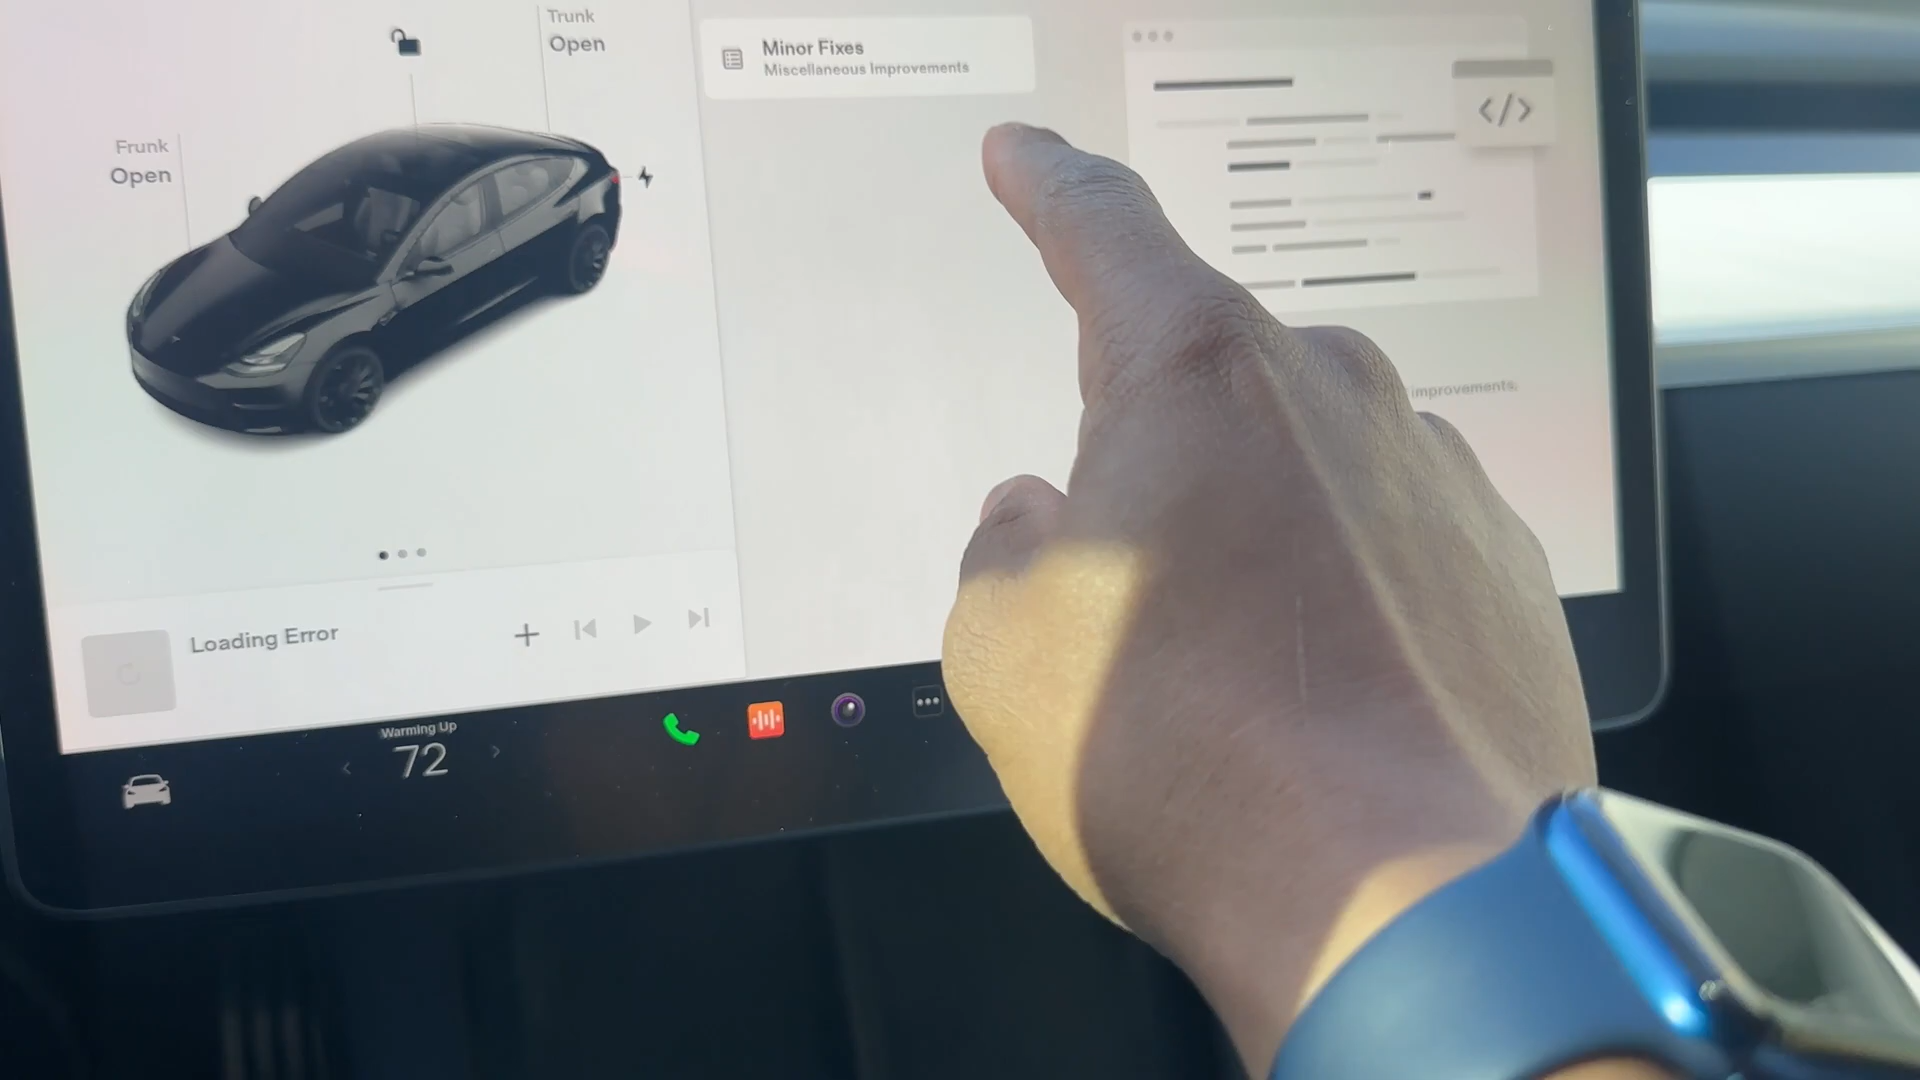 Trunk
Open
Frunk
Open
Minor Fixes
Miscellaneous Improvements
</>
improvements.
Loading Error
Warming Up
72